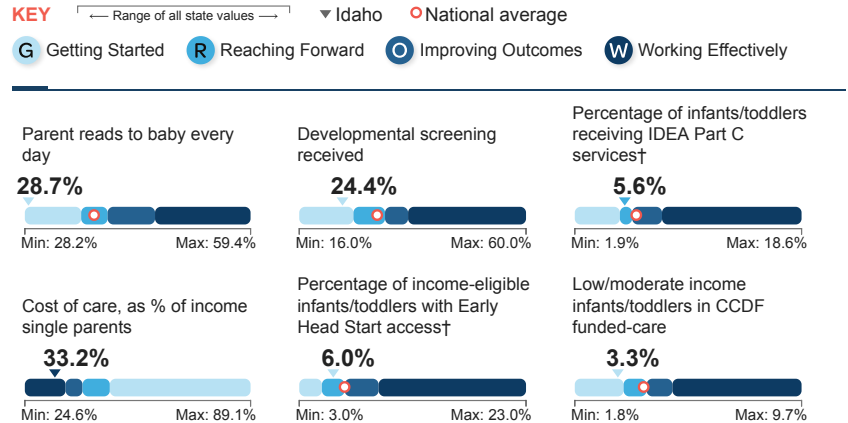 KEY
Range of all state values
Idaho
National average
G Getting Started
R Reaching Forward
O Improving Outcomes
W Working Effectively
Parent reads to baby every
day
28.7%
Min: 28.2% Max: 59.4%
Developmental screening
received
24.4%
Min: 16.0% Max: 60.0%
Percentage of infants/toddlers
receiving IDEA Part C
services†
5.6%
Min: 1.9% Max: 18.6%
Cost of care, as % of income
single parents
33.2%
Min: 24.6% Max: 89.1%
Percentage of income-eligible
infants/toddlers with Early
Head Start access†
6.0%
Min: 3.0% Max: 23.0%
Low/moderate income
infants/toddlers in CCDF
funded-care
3.3%
Min: 1.8% Max: 9.7%